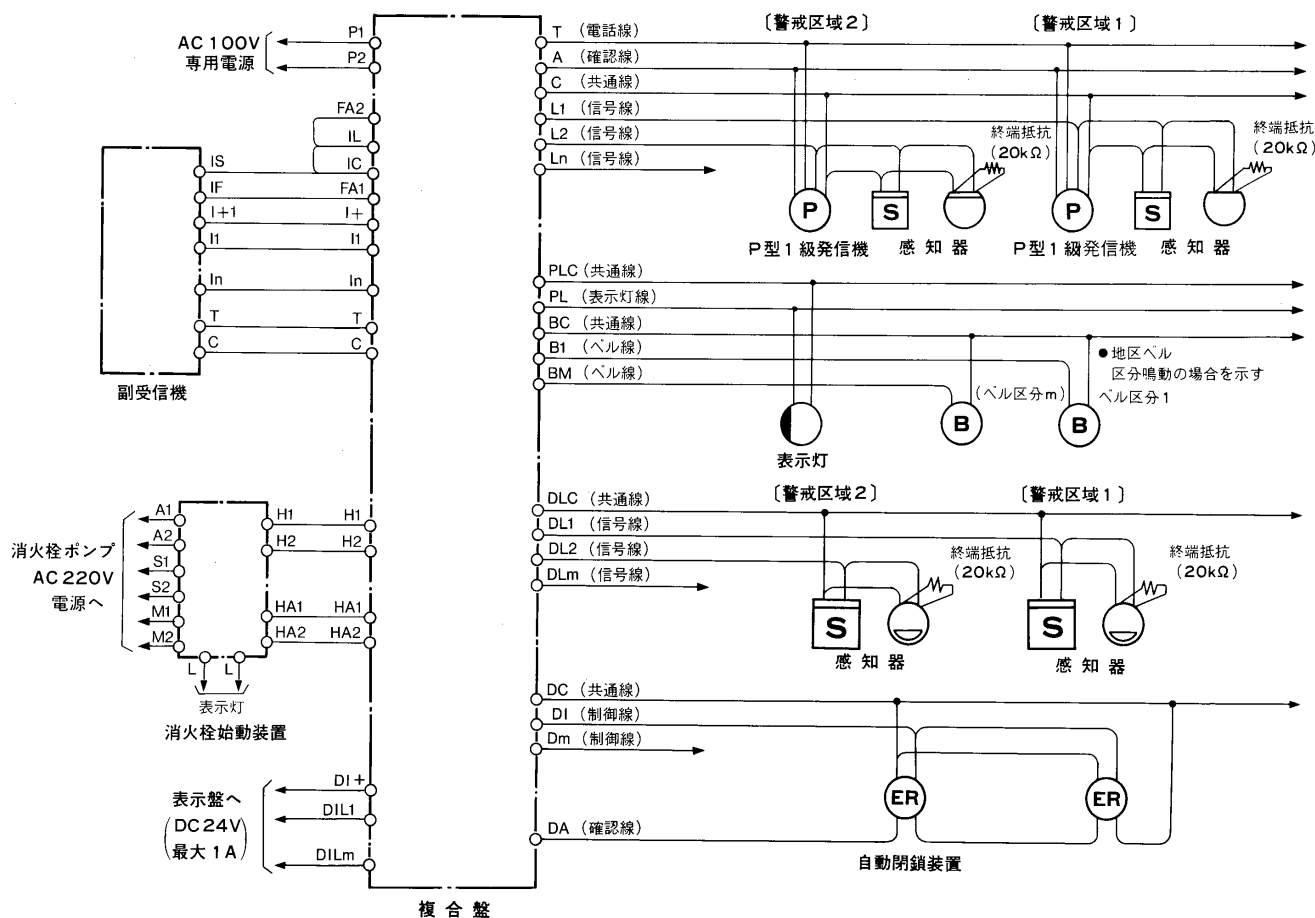 AC 100V
専用電源
P1
P2
FA2
IL
IC
FA1
I+
I1
In
T
C
IS
IF
I+1
I1
In
T
C
副受信機
消火栓ポンプ
AC 220V
電源へ
A1
A2
S1
S2
M1
M2
H1
H2
HA1
HA2
H1
H2
HA1
HA2
L
L
表示灯
消火栓始動装置
表示盤へ
(DC 24V
最大 1A)
DI+
DIL1
DILm
複合盤
T (電話線)
A (確認線)
C (共通線)
L1 (信号線)
L2 (信号線)
Ln (信号線)
〔警戒区域2〕
〔警戒区域1〕
終端抵抗
(20kΩ)
終端抵抗
(20kΩ)
P
S
P
S
P型1級発信機
感知器
P型1級発信機
感知器
PLC (共通線)
PL (表示灯線)
BC (共通線)
B1 (ベル線)
BM (ベル線)
●地区ベル
区分鳴動の場合を示す
(ベル区分m)
ベル区分1
B
B
表示灯
DLC (共通線)
DL1 (信号線)
DL2 (信号線)
DLm (信号線)
〔警戒区域2〕
〔警戒区域1〕
終端抵抗
(20kΩ)
終端抵抗
(20kΩ)
S
S
感知器
感知器
DC (共通線)
DI (制御線)
Dm (制御線)
DA (確認線)
ER
ER
自動閉鎖装置